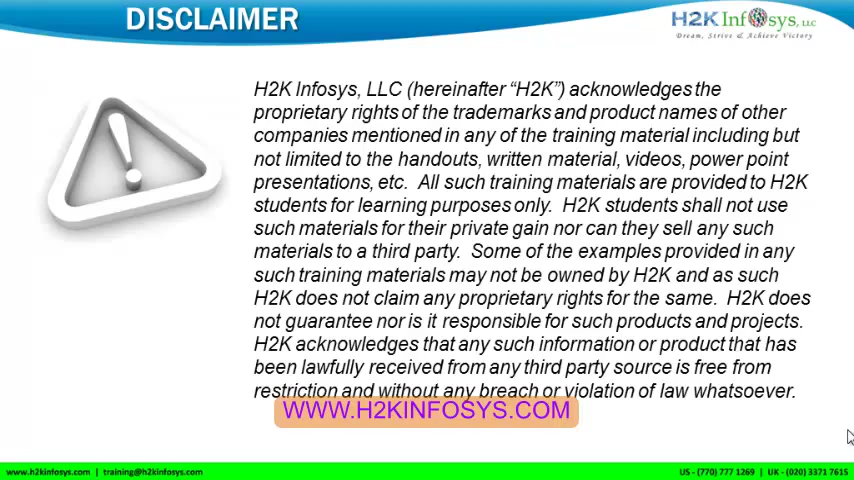 DISCLAIMER
H2K Infosys, LLC
Dream, Strive & Achieve Victory
H2K Infosys, LLC (hereinafter “H2K”) acknowledges the
proprietary rights of the trademarks and product names of other
companies mentioned in any of the training material including but
not limited to the handouts, written material, videos, power point
presentations, etc. All such training materials are provided to H2K
students for learning purposes only. H2K students shall not use
such materials for their private gain nor can they sell any such
materials to a third party. Some of the examples provided in any
such training materials may not be owned by H2K and as such
H2K does not claim any proprietary rights for the same. H2K does
not guarantee nor is it responsible for such products and projects.
H2K acknowledges that any such information or product that has
been lawfully received from any third party source is free from
restriction and without any breach or violation of law whatsoever.
WWW.H2KINFOSYS.COM
www.h2kinfosys.com | training@h2kinfosys.com
US - (770) 777 1269 | UK - (020) 3371 7615